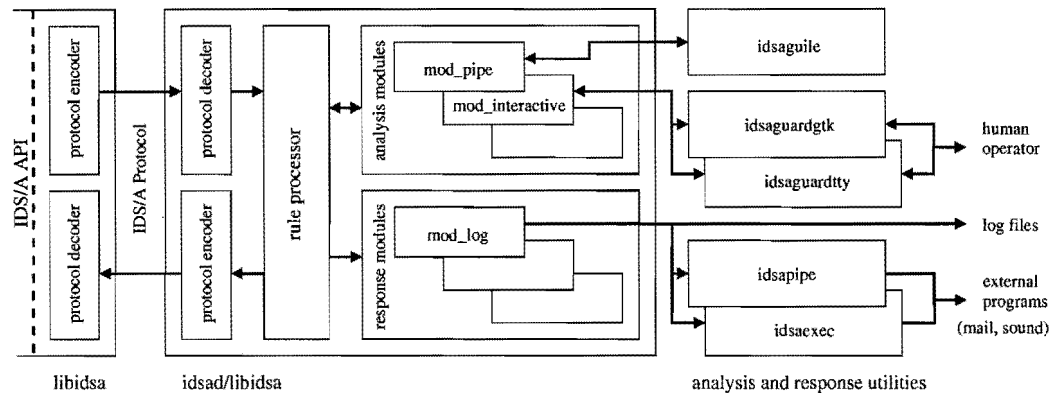 IDS/A API
protocol encoder
protocol decoder
IDS/A Protocol
protocol decoder
protocol encoder
rule processor
analysis modules
mod_pipe
mod_interactive
response modules
mod_log
idsaguile
idsaguardgtk
idsaguardtty
human
operator
log files
idsapipe
idsaexec
external
programs
(mail, sound)
libidsa
idsad/libidsa
analysis and response utilities